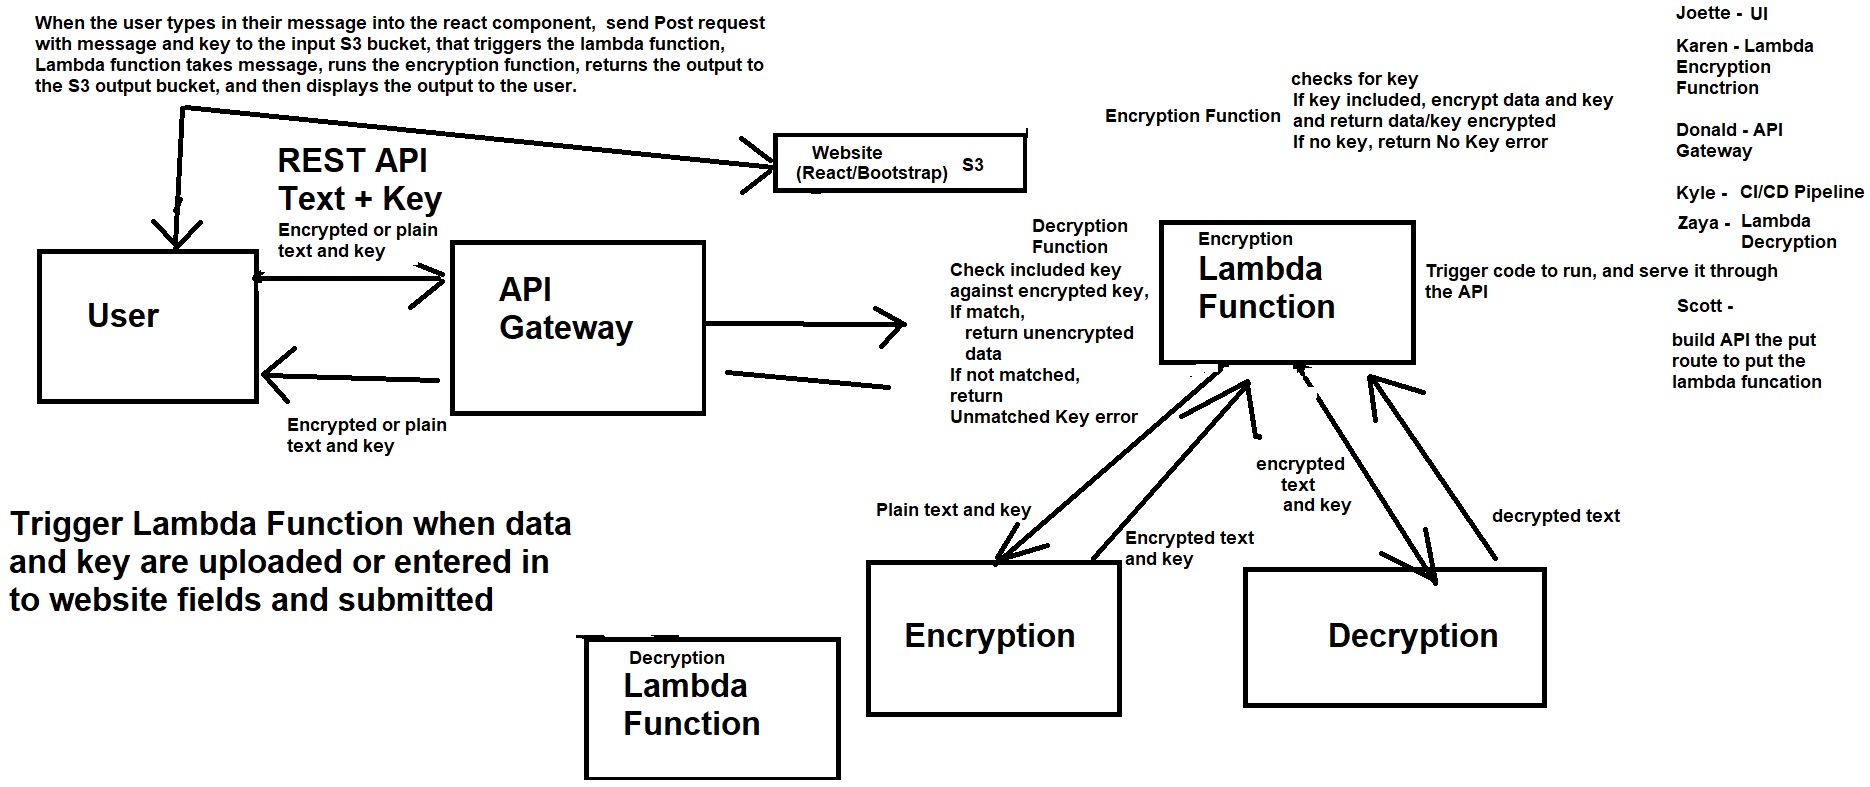 When the user types in their message into the react component,  send Post request
with message and key to the input S3 bucket, that triggers the lambda function,
Lambda function takes message, runs the encryption function, returns the output to
the S3 output bucket, and then displays the output to the user.
REST API
Text + Key
Encrypted or plain
text and key
User
API
Gateway
Encrypted or plain
text and key
Website
(React/Bootstrap)
S3
Encryption Function
checks for key
If key included, encrypt data and key
and return data/key encrypted
If no key, return No Key error
Decryption
Function
Check included key
against encrypted key,
If match,
return unencrypted
data
If not matched,
return
Unmatched Key error
Encryption
Lambda
Function
Trigger code to run, and serve it through
the API
Joette - UI
Karen - Lambda
Encryption
Functrion
Donald - API
Gateway
Kyle - CI/CD Pipeline
Zaya - Lambda
Decryption
Scott -
build API the put
route to put the
lambda funcation
Plain text and key
Encrypted text
and key
encrypted
text
and key
decrypted text
Encryption
Decryption
Trigger Lambda Function when data
and key are uploaded or entered in
to website fields and submitted
Decryption
Lambda
Function